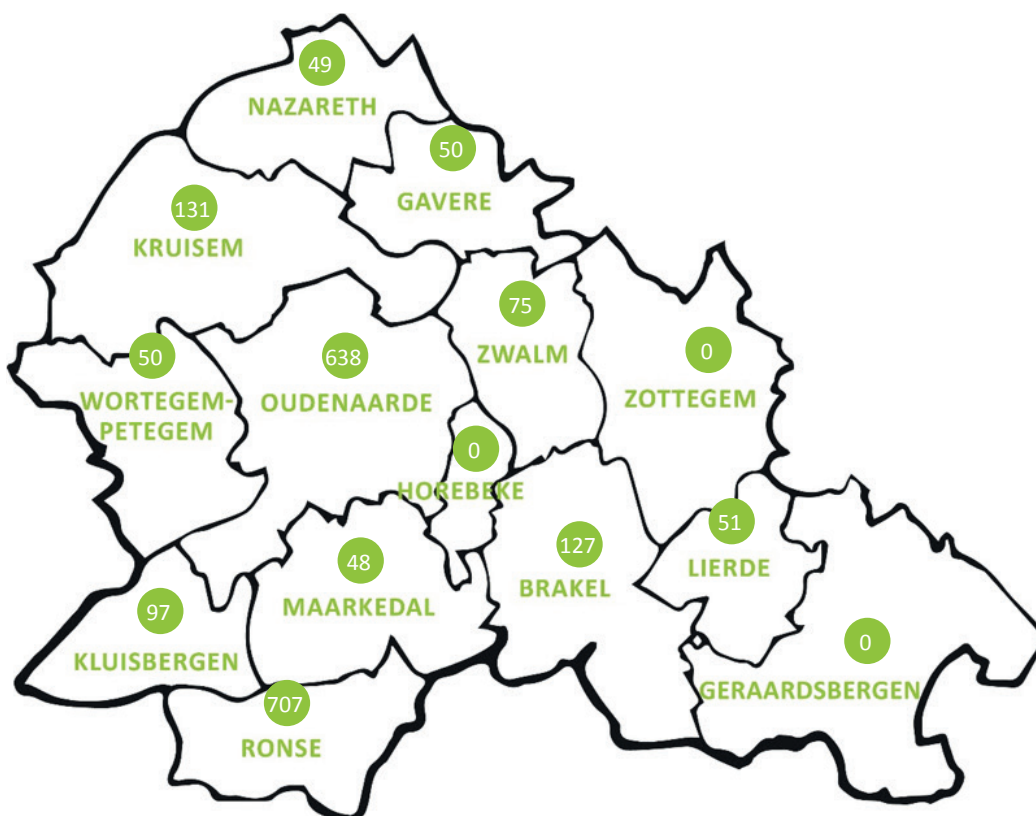 49
NAZARETH
50
GAVERE
131
KRUISEM
75
ZWALM
0
ZOTTEGEM
50
WORTEGEM-
PETEGEM
638
OUDENAARDE
0
HOREBEKE
51
LIERDE
127
BRAKEL
48
MAARKEDAL
97
KLUISBERGEN
0
GERAARDSBERGEN
707
RONSE